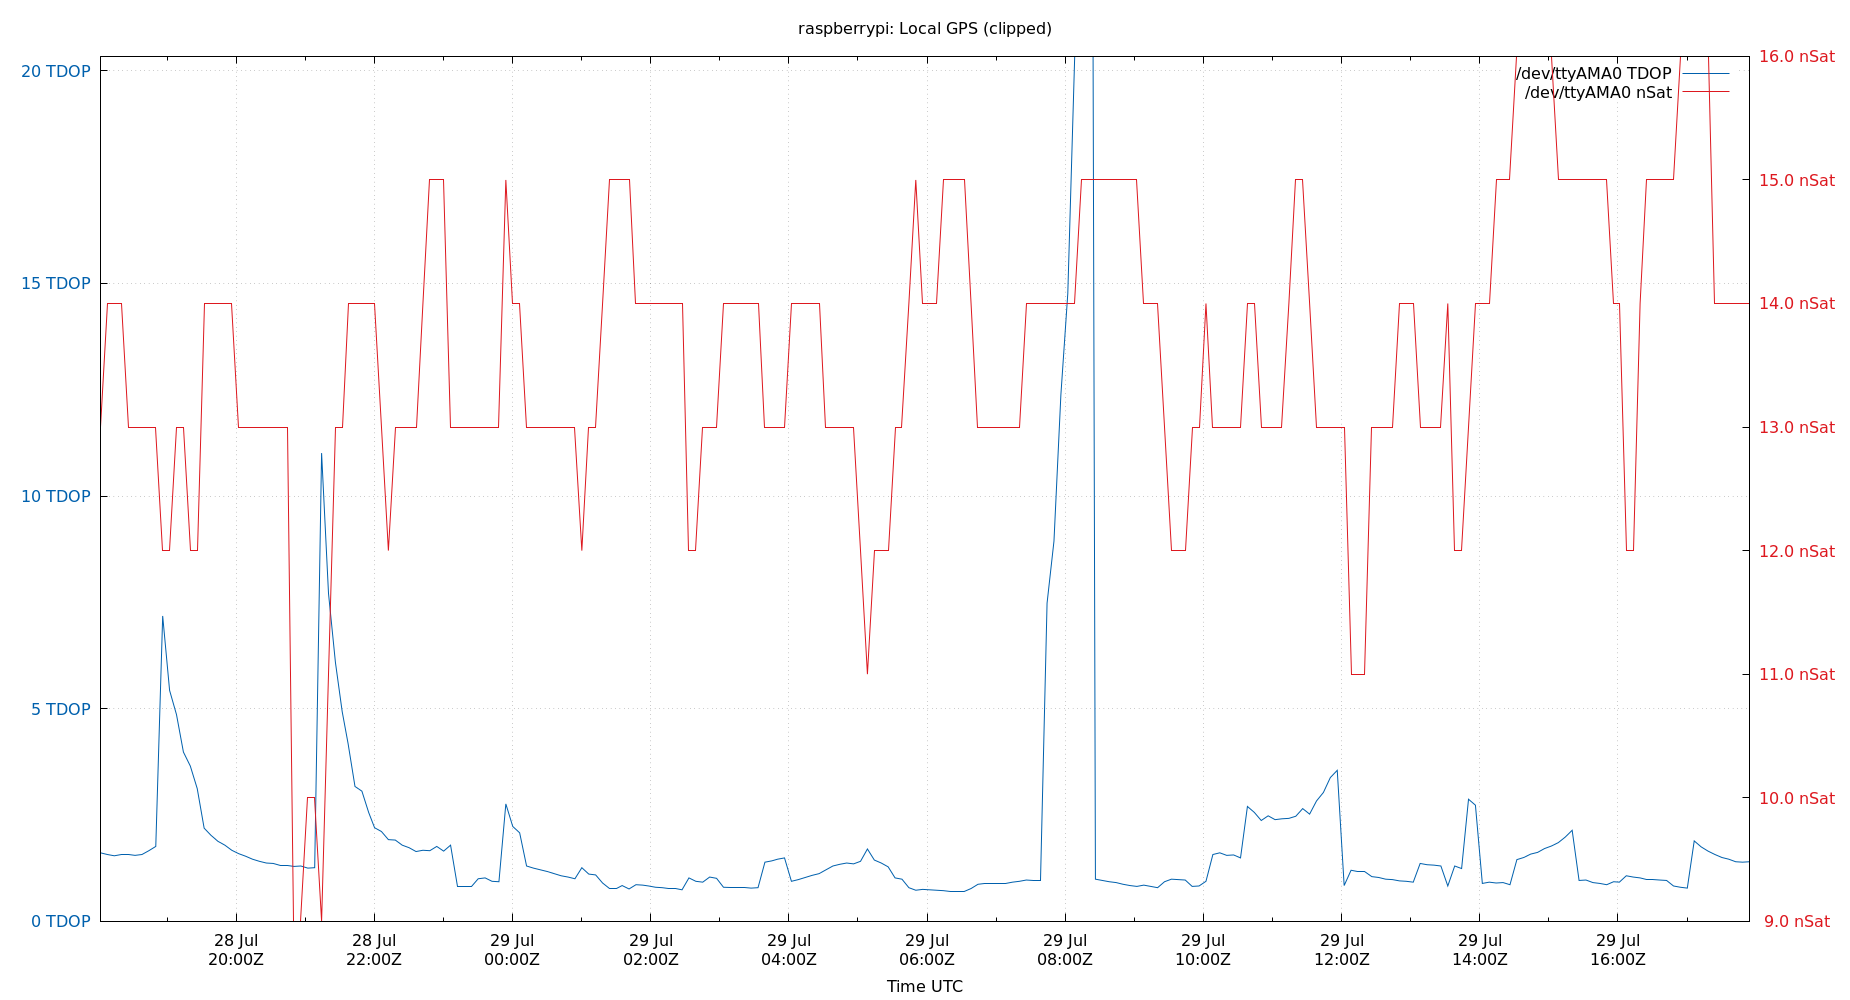 raspberrypi: Local GPS (clipped)
20 TDOP
15 TDOP
10 TDOP
5 TDOP
0 TDOP
16.0 nSat
15.0 nSat
14.0 nSat
13.0 nSat
12.0 nSat
11.0 nSat
10.0 nSat
9.0 nSat
/dev/ttyAMA0 TDOP
/dev/ttyAMA0 nSat
28 Jul
20:00Z
28 Jul
22:00Z
29 Jul
00:00Z
29 Jul
02:00Z
29 Jul
04:00Z
29 Jul
06:00Z
29 Jul
08:00Z
29 Jul
10:00Z
29 Jul
12:00Z
29 Jul
14:00Z
29 Jul
16:00Z
Time UTC